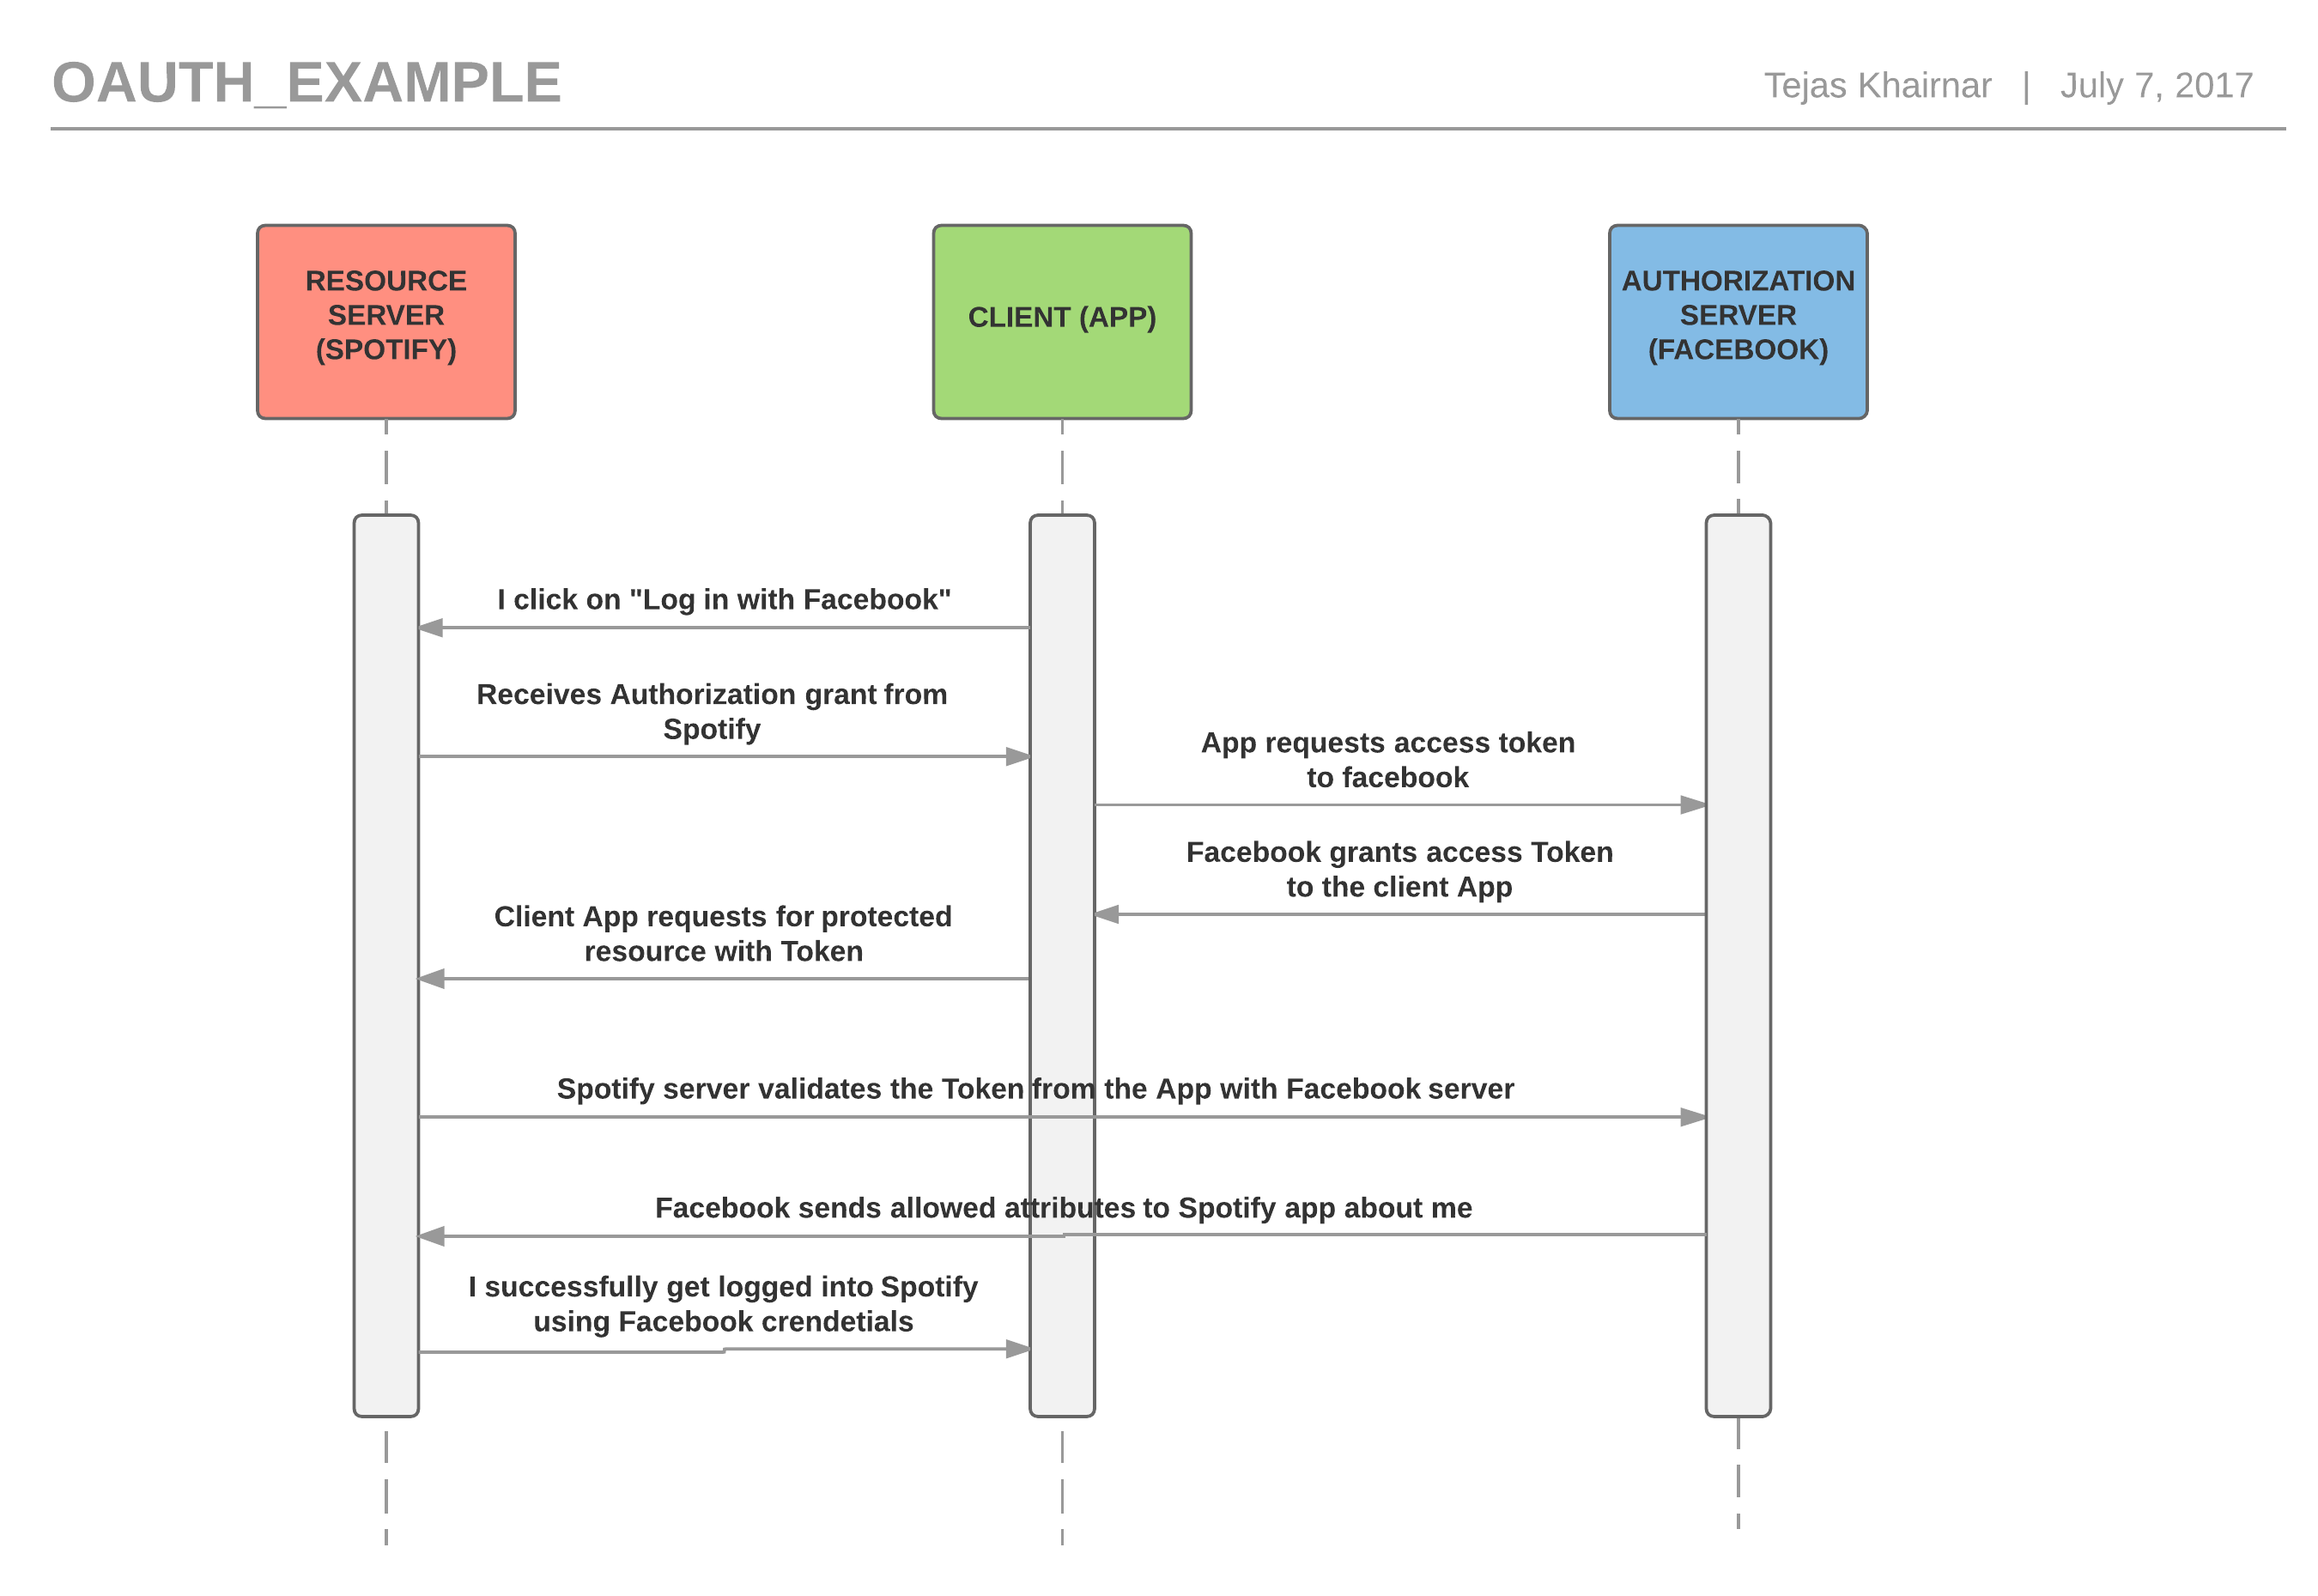 OAUTH_EXAMPLE
Tejas Khairnar | July 7, 2017
RESOURCE
SERVER
(SPOTIFY)
CLIENT (APP)
AUTHORIZATION
SERVER
(FACEBOOK)
I click on "Log in with Facebook"
Receives Authorization grant from
Spotify
App requests access token
to facebook
Facebook grants access Token
to the client App
Client App requests for protected
resource with Token
Spotify server validates the Token from the App with Facebook server
Facebook sends allowed attributes to Spotify app about me
I successfully get logged into Spotify
using Facebook crendetials